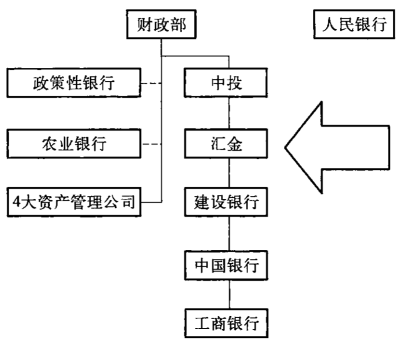 财政部
人民银行
政策性银行
中投
农业银行
汇金
4大资产管理公司
建设银行
中国银行
工商银行